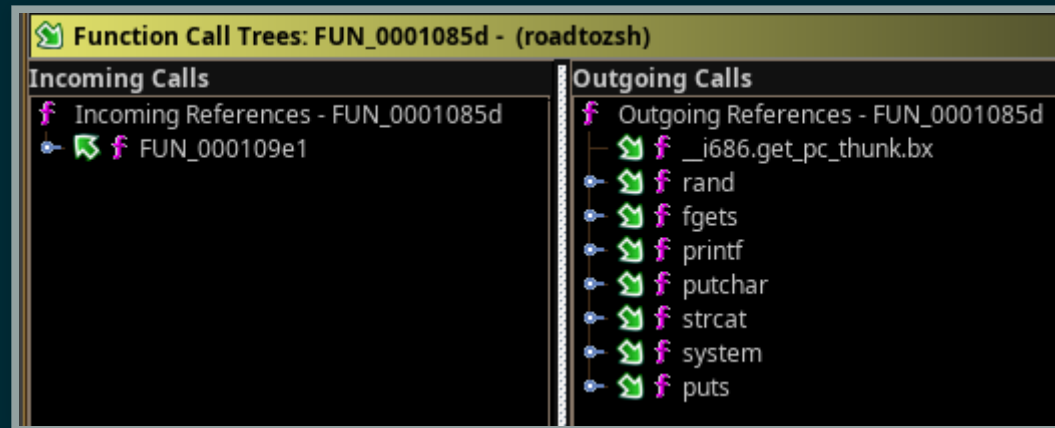 Function Call Trees: FUN_0001085d - (roadtozsh)
Incoming Calls
f Incoming References - FUN_0001085d
f FUN_000109e1
Outgoing Calls
f Outgoing References - FUN_0001085d
f __i686.get_pc_thunk.bx
f rand
f fgets
f printf
f putchar
f strcat
f system
f puts